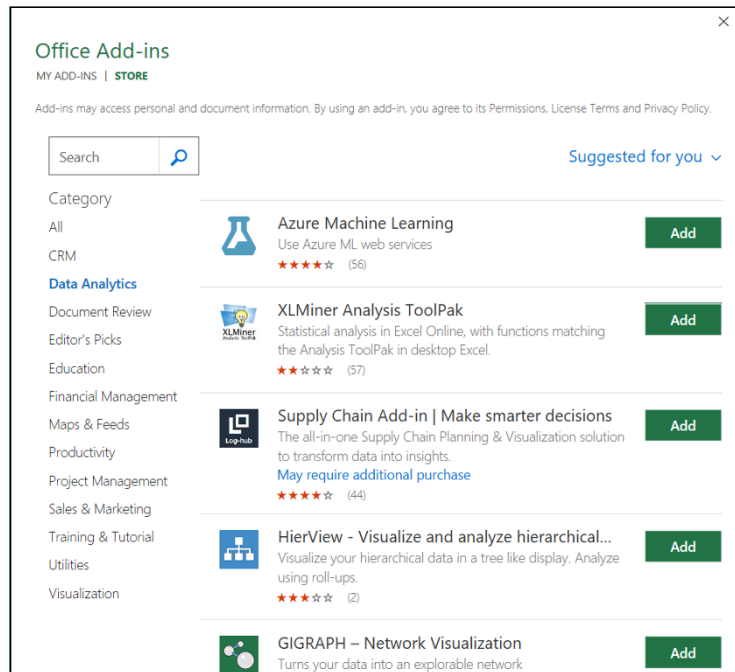 Office Add-ins
MY ADD-INS | STORE
Add-ins may access personal and document information. By using an add-in, you agree to its Permissions, License Terms and Privacy Policy.
Search
Suggested for you
Category
All
CRM
Data Analytics
Document Review
Editor's Picks
Education
Financial Management
Maps & Feeds
Productivity
Project Management
Sales & Marketing
Training & Tutorial
Utilities
Visualization
Azure Machine Learning
Use Azure ML web services
(56)
Add
XLMiner
Analysis ToolPak
XLMiner Analysis ToolPak
Statistical analysis in Excel Online, with functions matching
the Analysis ToolPak in desktop Excel.
(57)
Add
Log-hub
Supply Chain Add-in | Make smarter decisions
The all-in-one Supply Chain Planning & Visualization solution
to transform data into insights.
May require additional purchase
(44)
Add
HierView - Visualize and analyze hierarchical...
Visualize your hierarchical data in a tree like display. Analyze
using roll-ups.
(2)
Add
GIGRAPH – Network Visualization
Turns your data into an explorable network
Add